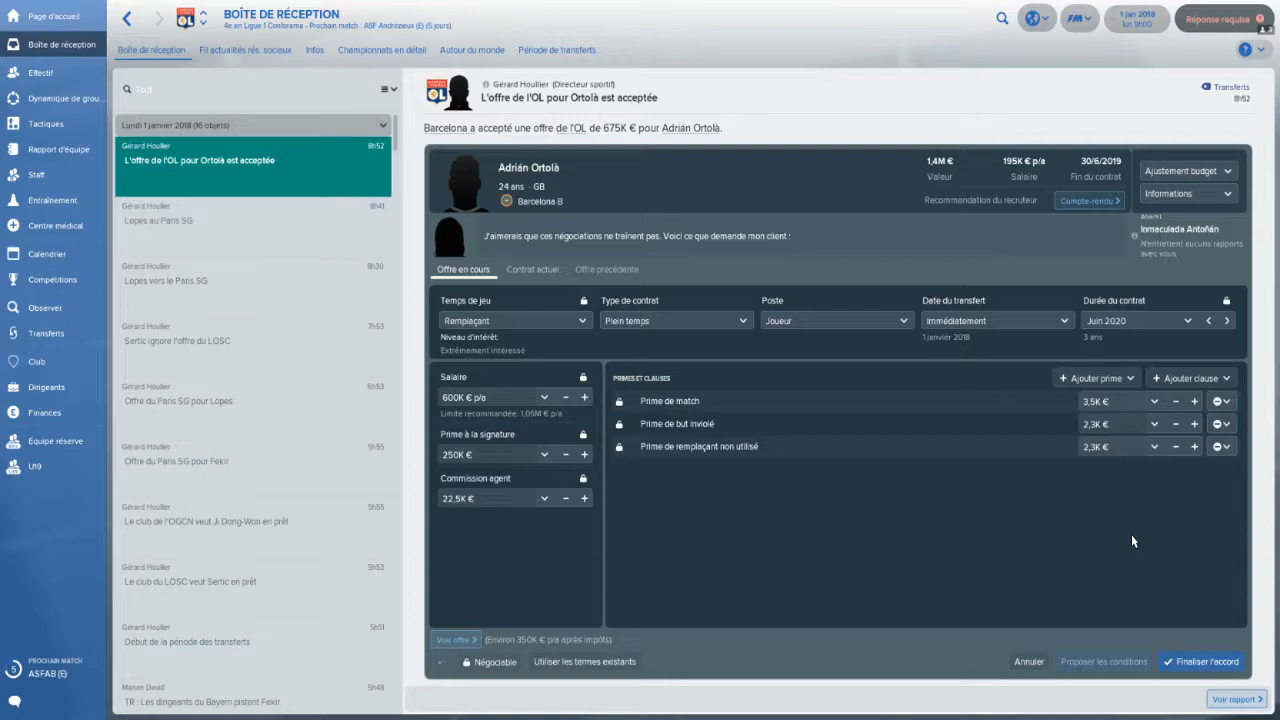 Page d'accueil
Boîte de réception
Effectif
Dynamique de grou...
Tactiques
Rapport d'équipe
Staff
Entraînement
Centre médical
Calendrier
Compétitions
Observer
Transferts
Club
Dirigeants
Finances
Équipe réserve
U19
5
PROCHAIN MATCH
ASFAB (E)
BOÎTE DE RÉCEPTION
4e en Ligue 1 Conforama - Prochain match : ASF Andrézieux (E) (5 jours)
FM
1 jan 2018
lun 9h00
Réponse requise
Boîte de réception
Fil actualités rés. sociaux
Infos
Championnats en détail
Autour du monde
Période de transferts
?
Tout
Lundi 1 janvier 2018 (16 objets)
Gérard Houllier 8h52
L'offre de l'OL pour Ortolà est acceptée
Gérard Houllier 8h41
Lopes au Paris SG
Gérard Houllier 8h30
Lopes vers le Paris SG
Gérard Houllier 7h53
Sertic ignore l'offre du LOSC
Gérard Houllier 6h53
Offre du Paris SG pour Lopes
Gérard Houllier 5h55
Offre du Paris SG pour Fekir
Gérard Houllier 5h55
Le club de l'OGCN veut Ji Dong-Won en prêt
Gérard Houllier 5h53
Le club du LOSC veut Sertic en prêt
Gérard Houllier 5h51
Début de la période des transferts
Manon David 5h48
TR : Les dirigeants du Bayern pistent Fekir
OL
Gérard Houllier (Directeur sportif)
L'offre de l'OL pour Ortolà est acceptée
Transferts
8h52
Barcelona a accepté une offre de l'OL de 675K € pour Adrián Ortolà.
Adrián Ortolà
24 ans - GB
Barcelona B
1,4M € 195K € p/a 30/6/2019
Valeur Salaire Fin du contrat
Recommandation du recruteur Compte-rendu
Ajustement budget
Informations
J'aimerais que ces négociations ne traînent pas. Voici ce que demande mon client :
AGENT
Inmaculada Antoñán
N'entretient aucuns rapports
avec vous.
Offre en cours Contrat actuel Offre précédente
Temps de jeu Type de contrat Poste Date du transfert Durée du contrat
Remplaçant Plein temps Joueur Immédiatement Juin 2020
Niveau d'intérêt: 1 janvier 2018 3 ans
Extrêmement intéressé
Salaire
600K € p/a
Limite recommandée: 1,05M € p/a
Prime à la signature
250K €
Commission agent
22,5K €
PRIMES ET CLAUSES
+ Ajouter prime + Ajouter clause
Prime de match 3,5K €
Prime de but inviolé 2,3K €
Prime de remplaçant non utilisé 2,3K €
Voir offre > (Environ 350K € p/a après impôts)
Négociable Utiliser les termes existants Annuler Proposer les conditions Finaliser l'accord
Voir rapport >